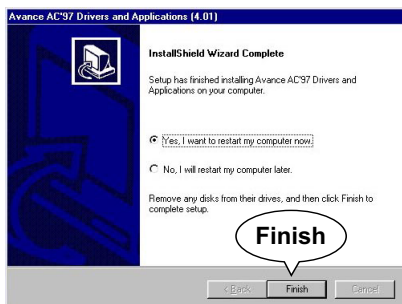 Avance AC'97 Drivers and Applications (4.01)
InstallShield Wizard Complete
Setup has finished installing Avance AC'97 Drivers and
Applications on your computer.
Yes, I want to restart my computer now.
No, I will restart my computer later.
Remove any disks from their drives, and then click Finish to
complete setup.
Finish
< Back Finish Cancel